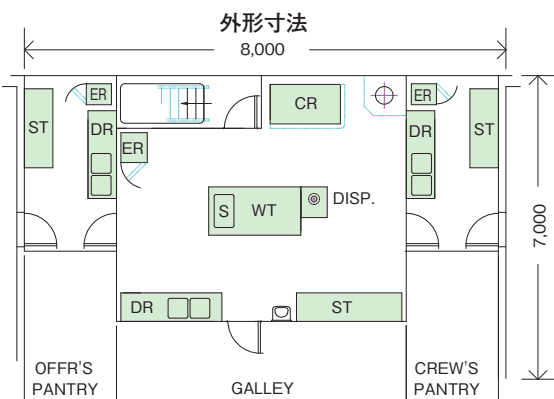 外形寸法
8,000
ER
CR
ER
ST
DR
DR
ST
ER
S
WT
DISP.
7,000
DR
ST
OFFR'S
PANTRY
GALLEY
CREW'S
PANTRY